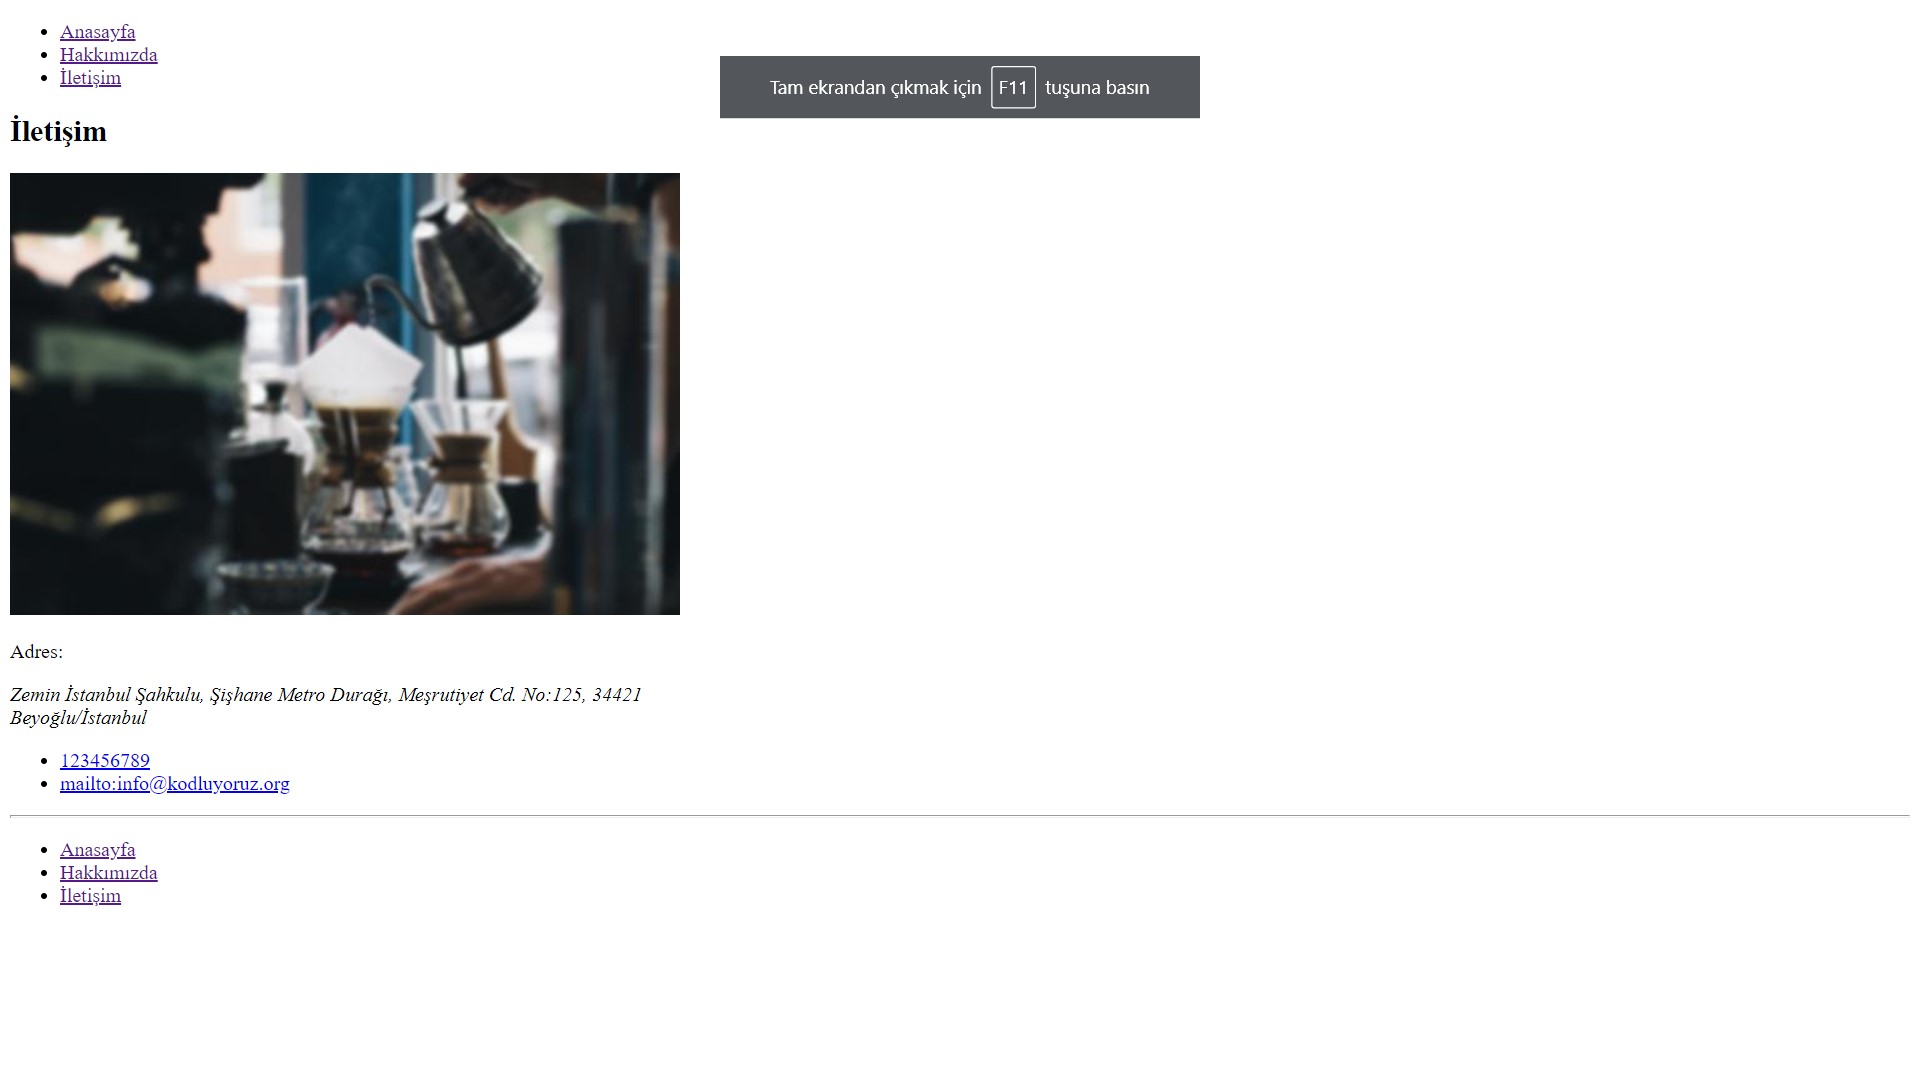 Anasayfa
Hakkımızda
İletişim
Tam ekrandan çıkmak için F11 tuşuna basın
İletişim
Adres:
Zemin İstanbul Şahkulu, Şişhane Metro Durağı, Meşrutiyet Cd. No:125, 34421
Beyoğlu/İstanbul
123456789
mailto:info@kodluyoruz.org
Anasayfa
Hakkımızda
İletişim